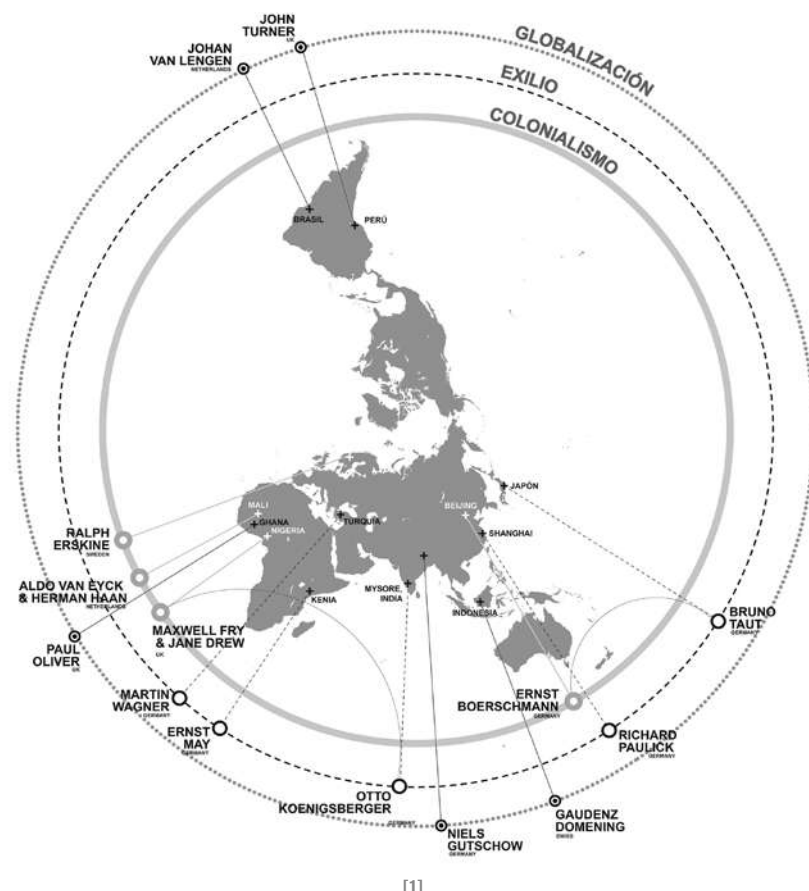 JOHN
TURNER
UK
JOHAN
VAN LENGEN
NETHERLANDS
GLOBALIZACIÓN
EXILIO
COLONIALISMO
BRASIL
PERÚ
JAPÓN
MALI
GHANA
NIGERIA
TURQUÍA
BEIJING
SHANGHAI
KENIA
MYSORE,
INDIA
INDONESIA
RALPH
ERSKINE
SWEDEN
ALDO VAN EYCK
& HERMAN HAAN
NETHERLANDS
MAXWELL FRY
& JANE DREW
UK
PAUL
OLIVER
UK
MARTIN
WAGNER
GERMANY
ERNST
MAY
GERMANY
OTTO
KOENIGSBERGER
GERMANY
NIELS
GUTSCHOW
GERMANY
GAUDENZ
DOMENING
SWISS
RICHARD
PAULICK
GERMANY
ERNST
BOERSCHMANN
GERMANY
BRUNO
TAUT
GERMANY
[1]